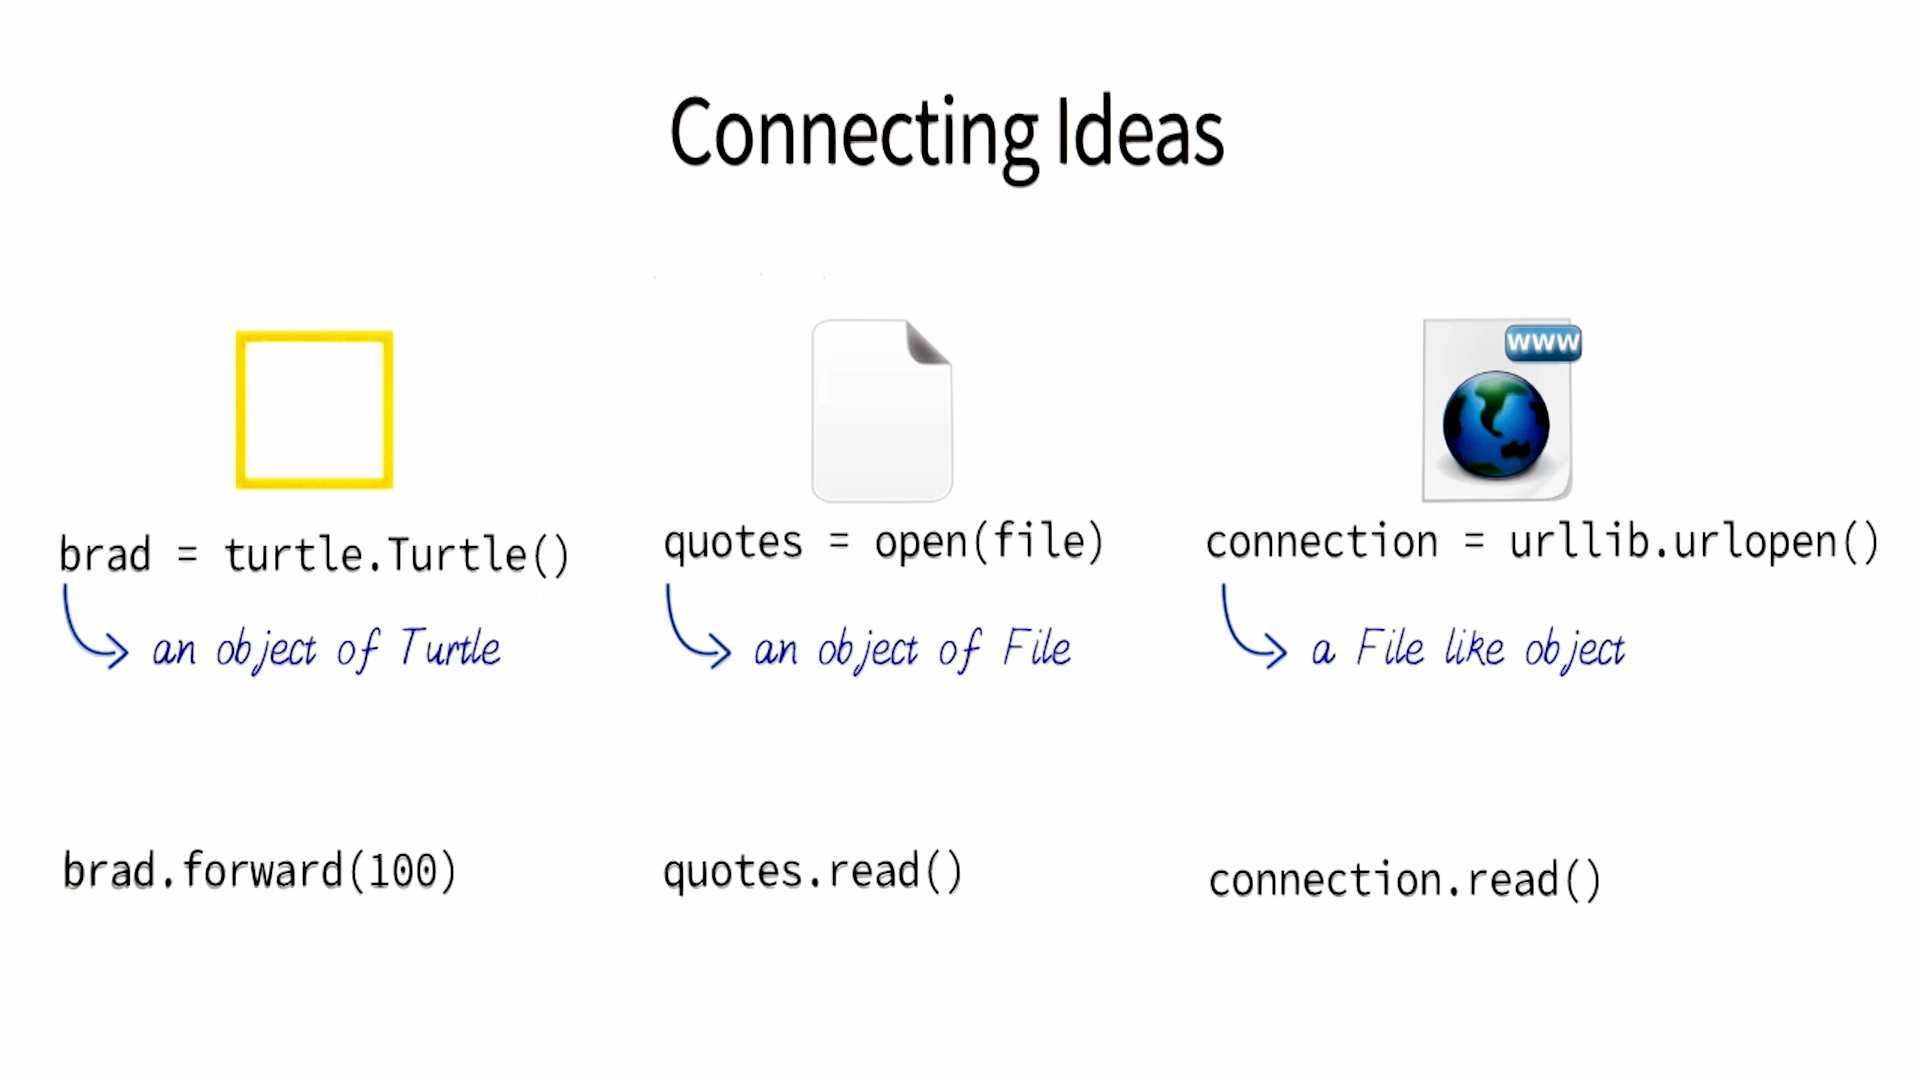 Connecting Ideas
WWW
brad = turtle.Turtle()
an object of Turtle
brad.forward(100)
quotes = open(file)
an object of File
quotes.read()
connection = urllib.urlopen()
a File like object
connection.read()